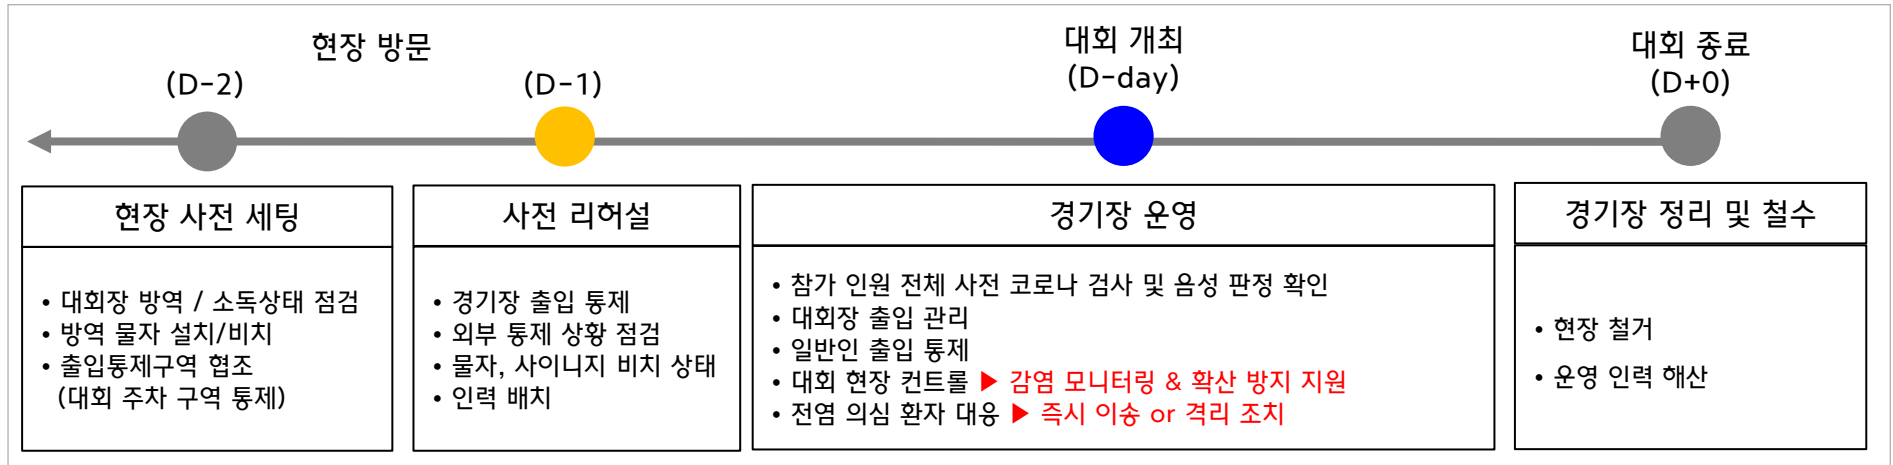 현장 방문
(D-2)
(D-1)
대회 개최
(D-day)
대회 종료
(D+0)
현장 사전 세팅
• 대회장 방역 / 소독상태 점검
• 방역 물자 설치/비치
• 출입통제구역 협조
(대회 주차 구역 통제)
사전 리허설
• 경기장 출입 통제
• 외부 통제 상황 점검
• 물자, 사이니지 비치 상태
• 인력 배치
경기장 운영
• 참가 인원 전체 사전 코로나 검사 및 음성 판정 확인
• 대회장 출입 관리
• 일반인 출입 통제
• 대회 현장 컨트롤 ▶ 감염 모니터링 & 확산 방지 지원
• 전염 의심 환자 대응 ▶ 즉시 이송 or 격리 조치
경기장 정리 및 철수
• 현장 철거
• 운영 인력 해산